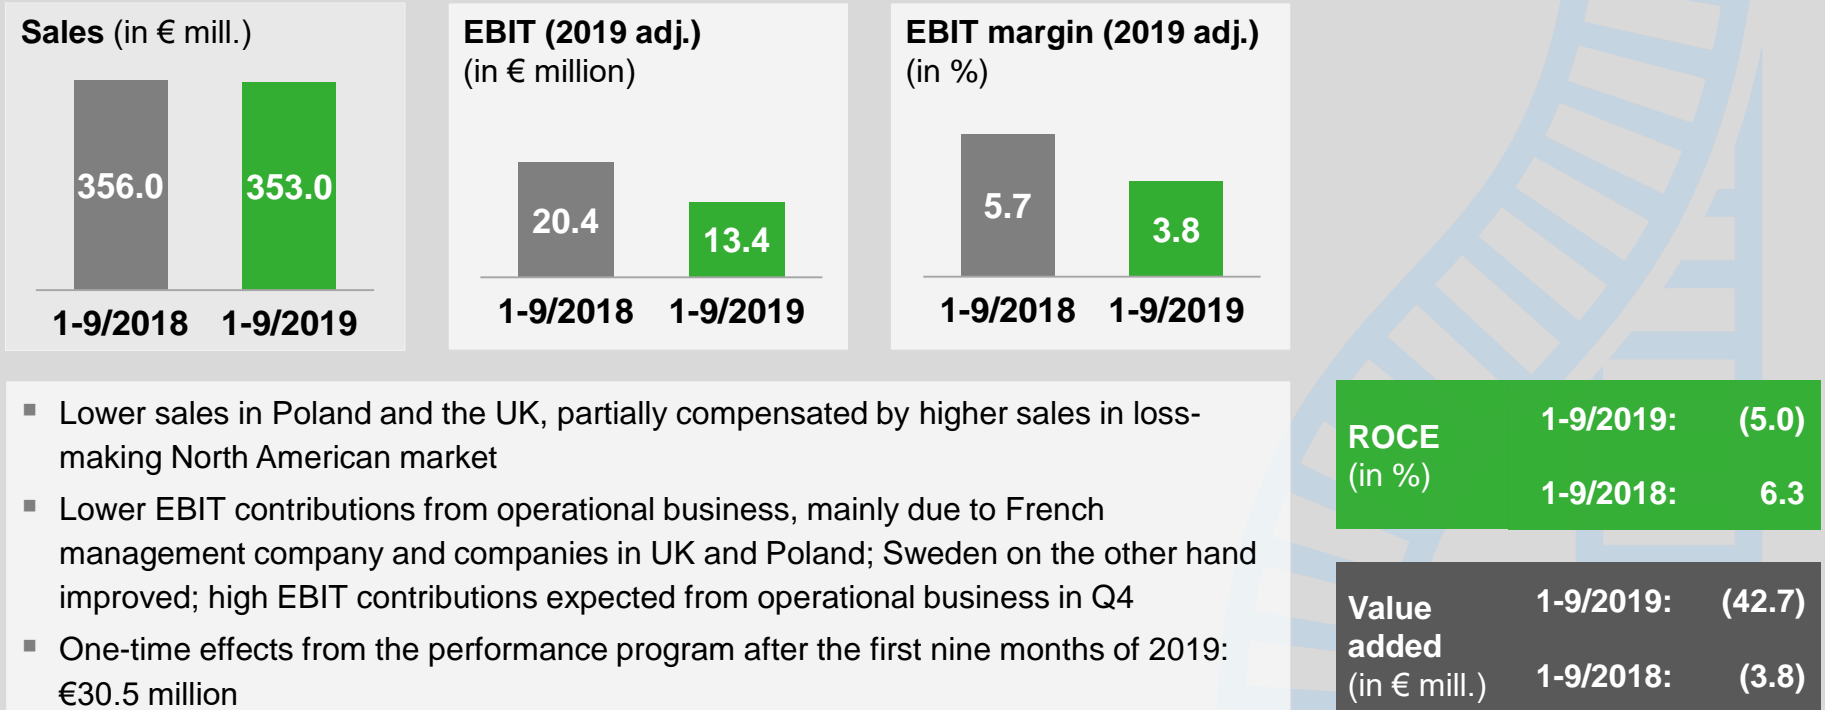 Sales (in € mill.)
356.0
353.0
1-9/2018 1-9/2019
EBIT (2019 adj.)
(in € million)
20.4
13.4
1-9/2018 1-9/2019
EBIT margin (2019 adj.)
(in %)
5.7
3.8
1-9/2018 1-9/2019
▪ Lower sales in Poland and the UK, partially compensated by higher sales in loss-
making North American market
▪ Lower EBIT contributions from operational business, mainly due to French
management company and companies in UK and Poland; Sweden on the other hand
improved; high EBIT contributions expected from operational business in Q4
▪ One-time effects from the performance program after the first nine months of 2019:
€30.5 million
ROCE
(in %)
1-9/2019: (5.0)
1-9/2018: 6.3
Value
added
(in € mill.)
1-9/2019: (42.7)
1-9/2018: (3.8)